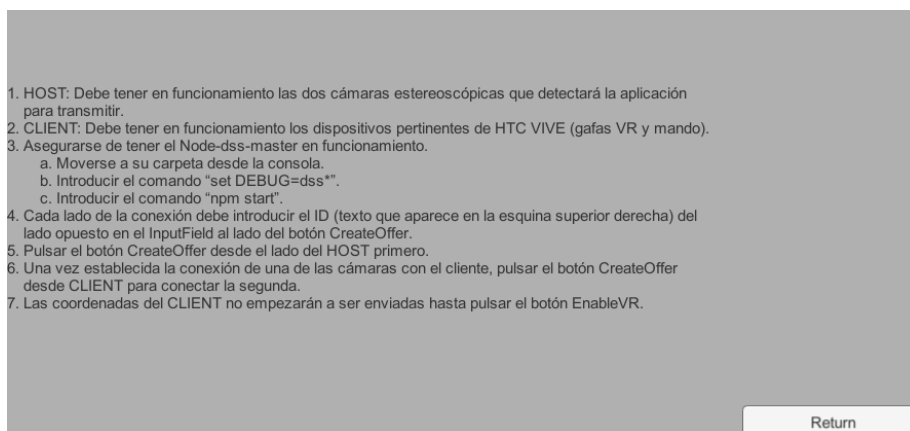 1. HOST: Debe tener en funcionamiento las dos cámaras estereoscópicas que detectará la aplicación
para transmitir.
2. CLIENT: Debe tener en funcionamiento los dispositivos pertinentes de HTC VIVE (gafas VR y mando).
3. Asegurarse de tener el Node-dss-master en funcionamiento.
a. Moverse a su carpeta desde la consola.
b. Introducir el comando “set DEBUG=dss*”.
c. Introducir el comando “npm start”.
4. Cada lado de la conexión debe introducir el ID (texto que aparece en la esquina superior derecha) del
lado opuesto en el InputField al lado del botón CreateOffer.
5. Pulsar el botón CreateOffer desde el lado del HOST primero.
6. Una vez establecida la conexión de una de las cámaras con el cliente, pulsar el botón CreateOffer
desde CLIENT para conectar la segunda.
7. Las coordenadas del CLIENT no empezarán a ser enviadas hasta pulsar el botón EnableVR.
Return